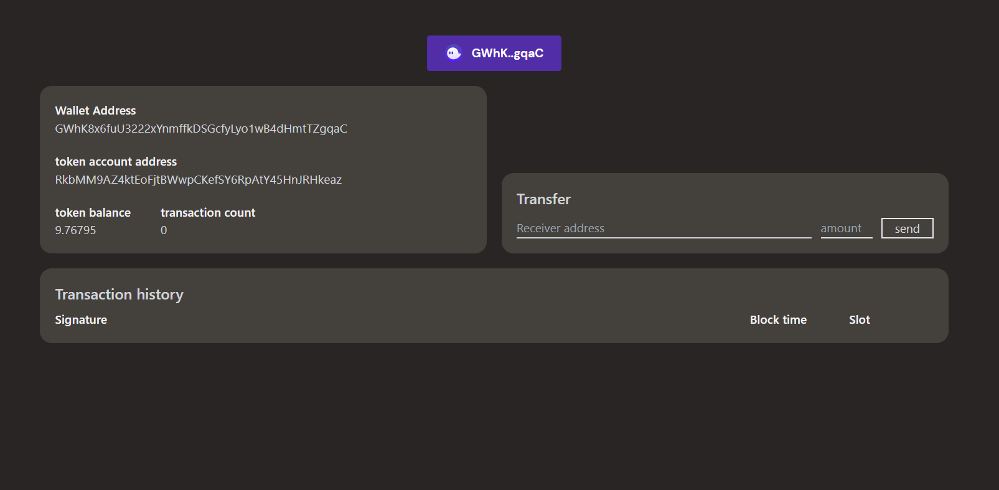 GWhK..gqaC
Wallet Address
GWhK8x6fuU3222xYnmffkDSGcfyLyo1wB4dHmtTZgqaC
token account address
RkbMM9AZ4ktEoFjtBWwpCKefSY6RpAtY45HnJRHkeaz
token balance transaction count
9.76795 0
Transfer
Receiver address amount send
Transaction history
Signature Block time Slot